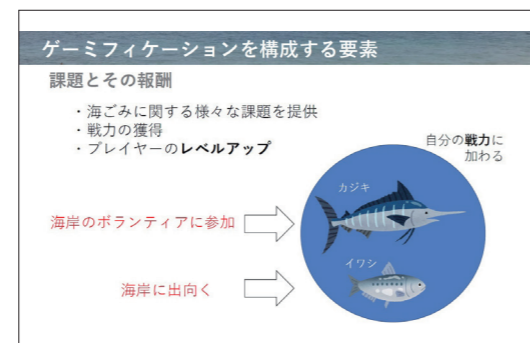 ゲーミフィケーションを構成する要素
課題とその報酬
・海ごみに関する様々な課題を提供
・戦力の獲得
・プレイヤーのレベルアップ
自分の戦力に
加わる
カジキ
海岸のボランティアに参加
イワシ
海岸に出向く